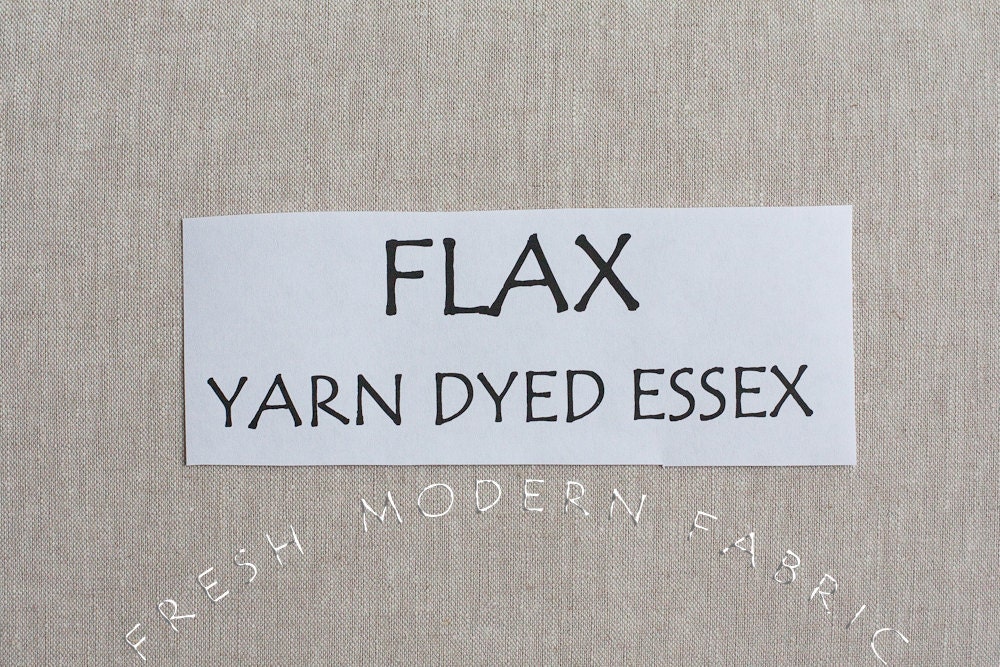 FLAX
YARN DYED ESSEX
FRESH MODERN FABRIC